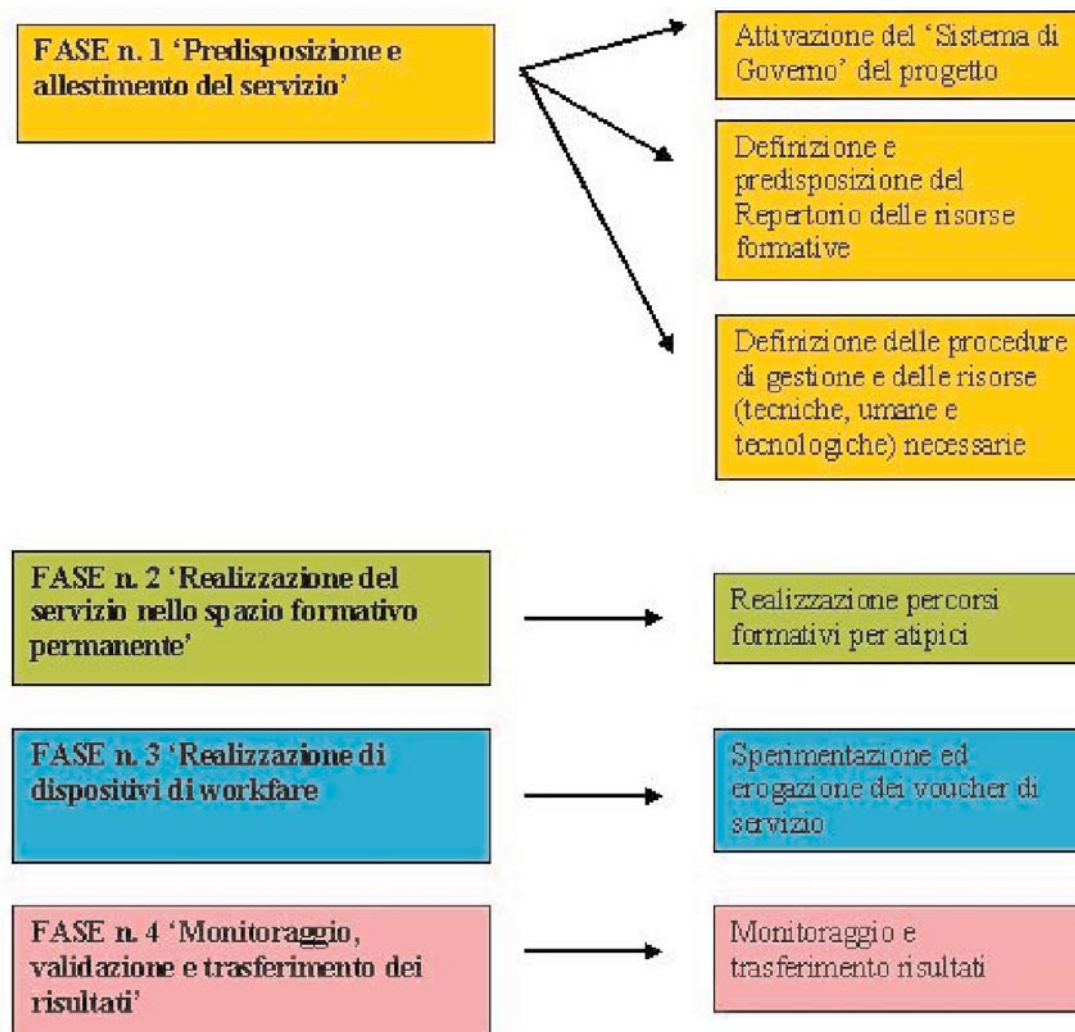 FASE n. 1 ‘Predisposizione e
allestimento del servizio’
Attivazione del ‘Sistema di
Governo’ del progetto
Definizione e
predisposizione del
Repertorio delle risorse
formative
Definizione delle procedure
di gestione e delle risorse
(tecniche, umane e
tecnologiche) necessarie
FASE n. 2 ‘Realizzazione del
servizio nello spazio formativo
permanente’
Realizzazione percorsi
formativi per atipici
FASE n. 3 ‘Realizzazione di
dispositivi di workfare
Sperimentazione ed
erogazione dei voucher di
servizio
FASE n. 4 ‘Monitoraggio,
validazione e trasferimento dei
risultati’
Monitoraggio e
trasferimento risultati